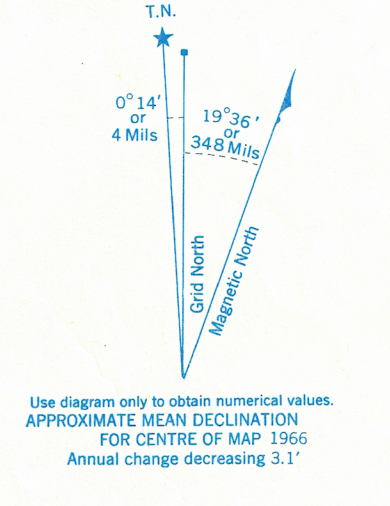 T.N.
0°14'
or
4 Mils
19°36'
or
348 Mils
Grid North
Magnetic North
Use diagram only to obtain numerical values.
APPROXIMATE MEAN DECLINATION
FOR CENTRE OF MAP 1966
Annual change decreasing 3.1'